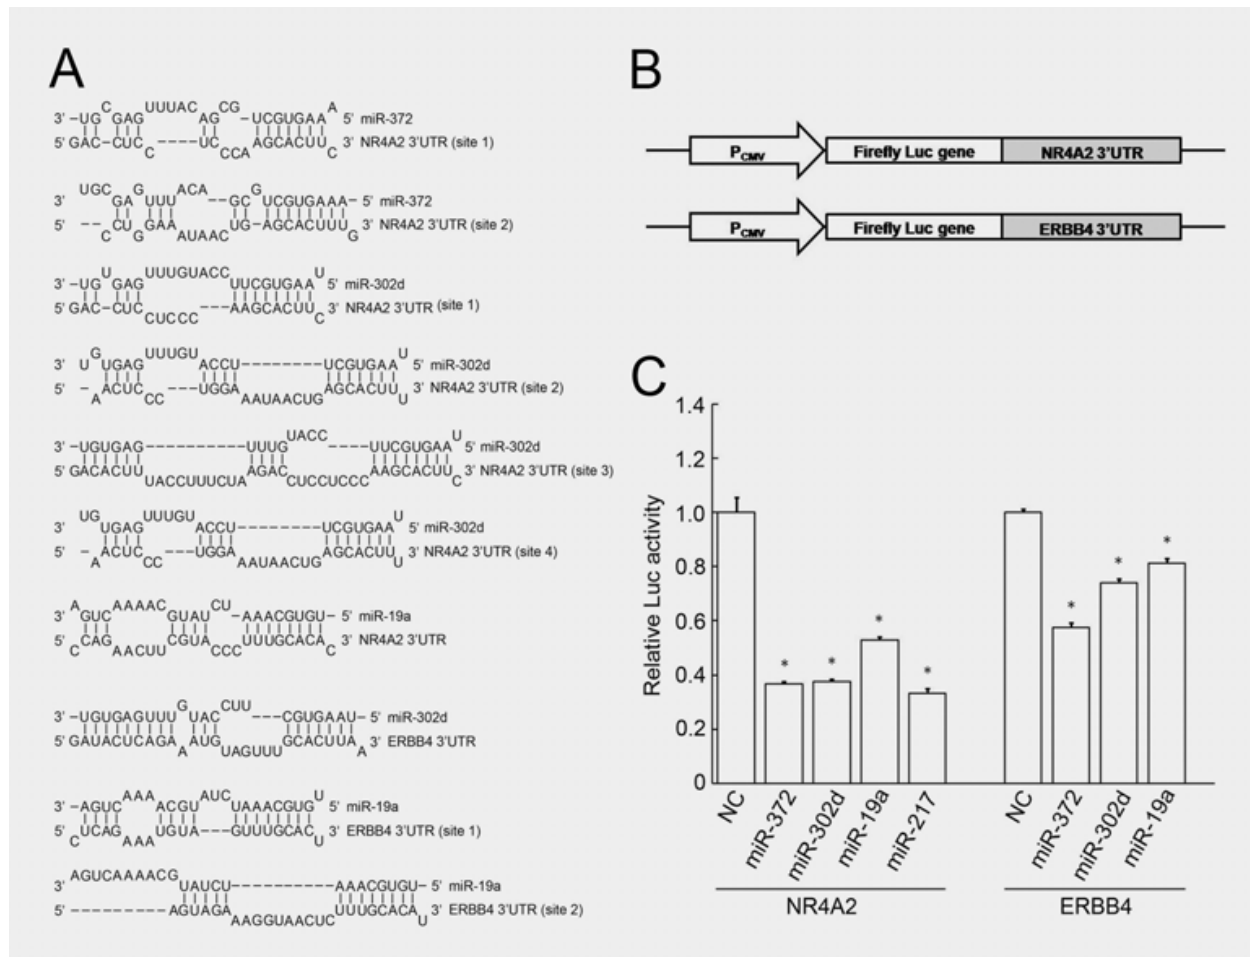 A
C UUUAC CG A
3' -UG GAG AG -UCGUGAA 5' miR-372
5' GAC-CUC ----UC AGCACUU 3' NR4A2 3'UTR (site 1)
C CCA C
UGC G ACA G
3' GA UUU --GC UCGUGAAA- 5' miR-372
5' -- CU GAA UG-AGCACUUU 3' NR4A2 3'UTR (site 2)
C G AUAAC G
U UUUGUACC U
3' -UG GAG UUCGUGAA 5' miR-302d
5' GAC-CUC ---AAGCACUU 3' NR4A2 3'UTR (site 1)
CUCCC C
G UUUGU U
3' U UGAG ACCU--------UCGUGAA 5' miR-302d
5' - ACUC ---UGGA AGCACUU 3' NR4A2 3'UTR (site 2)
A CC AAUAACUG U
UACC U
3' -UGUGAG----------UUUG ----UUCGUGAA 5' miR-302d
5' GACACUU AGAC AAGCACUU 3' NR4A2 3'UTR (site 3)
UACCUUUCUA CUCCUCCC C
UG UUUGU U
3' UGAG ACCU--------UCGUGAA 5' miR-302d
5' - ACUC ---UGGA AGCACUU 3' NR4A2 3'UTR (site 4)
A CC AAUAACUG U
A AAAAC CU
3' GUC GUAU -AAACGUGU- 5' miR-19a
5' CAG CGUA UUUGCACA 3' NR4A2 3'UTR
C AACUU CCC C
G CUU
3' -UGUGAGUUU UAC ---CGUGAAU- 5' miR-302d
5' GAUACUCAGA AUG GCACUUA 3' ERBB4 3'UTR
A UAGUUU A
AAA AUC U
3' -AGUC ACGU UAAACGUG 5' miR-19a
5' UCAG UGUA---GUUUGCAC 3' ERBB4 3'UTR (site 1)
C AAA U
AGUCAAAACG
3' UAUCU----------AAACGUGU- 5' miR-19a
5' ----------AGUAGA UUUGCACA 3' ERBB4 3'UTR (site 2)
AAGGUAACUC U
B
PCMV Firefly Luc gene NR4A2 3'UTR
PCMV Firefly Luc gene ERBB4 3'UTR
C
Relative Luc activity
1.4
1.2
1.0
0.8
0.6
0.4
0.2
0
* * * * * * *
NC miR-372 miR-302d miR-19a miR-217 NC miR-372 miR-302d miR-19a
NR4A2 ERBB4